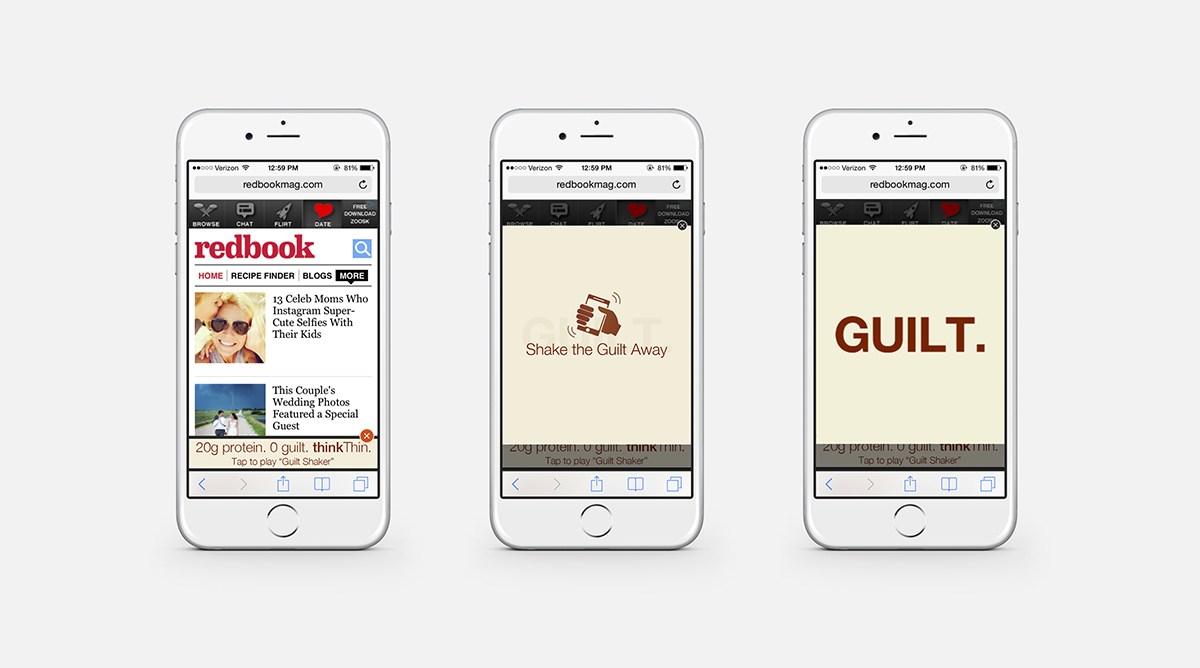 Verizon 12:59 PM 81%
redbookmag.com
BROWSE CHAT FLIRT DATE FREE DOWNLOAD ZOOSK
redbook
HOME RECIPE FINDER BLOGS MORE
13 Celeb Moms Who
Instagram Super-
Cute Selfies With
Their Kids
This Couple's
Wedding Photos
Featured a Special
Guest
20g protein. 0 guilt. thinkThin.
Tap to play “Guilt Shaker”
Verizon 12:59 PM 81%
redbookmag.com
BROWSE CHAT FLIRT DATE FREE DOWNLOAD ZOOSK
GUILT.
Shake the Guilt Away
20g protein. 0 guilt. thinkThin.
Tap to play “Guilt Shaker”
Verizon 12:59 PM 81%
redbookmag.com
BROWSE CHAT FLIRT DATE FREE DOWNLOAD ZOOSK
GUILT.
20g protein. 0 guilt. thinkThin.
Tap to play “Guilt Shaker”